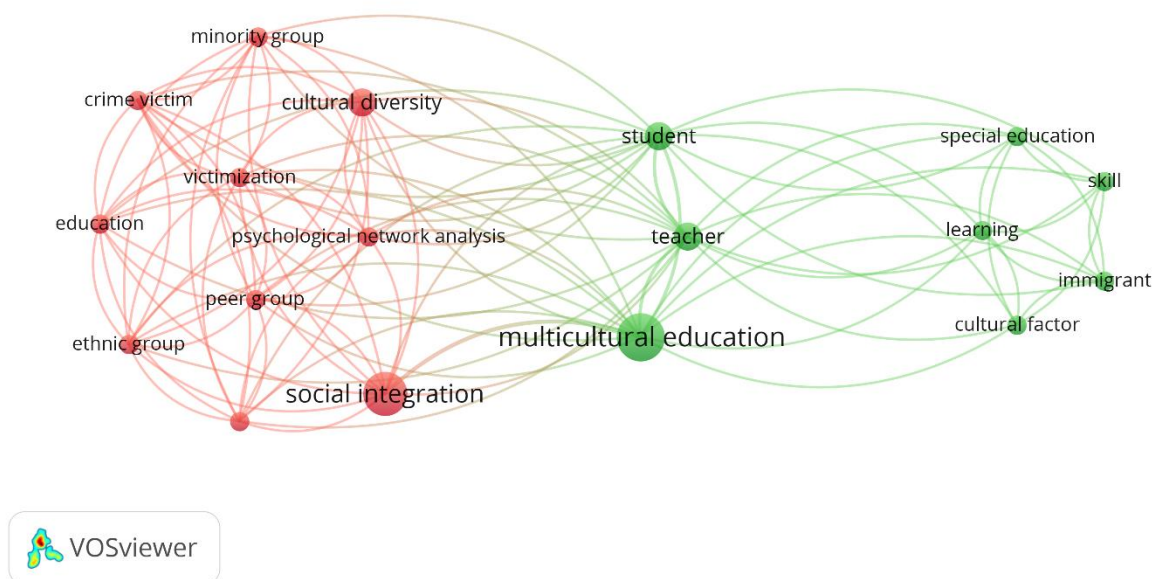 minority group
crime victim
cultural diversity
student
special education
victimization
skill
education
psychological network analysis
teacher
learning
peer group
immigrant
cultural factor
ethnic group
multicultural education
social integration
VOSviewer